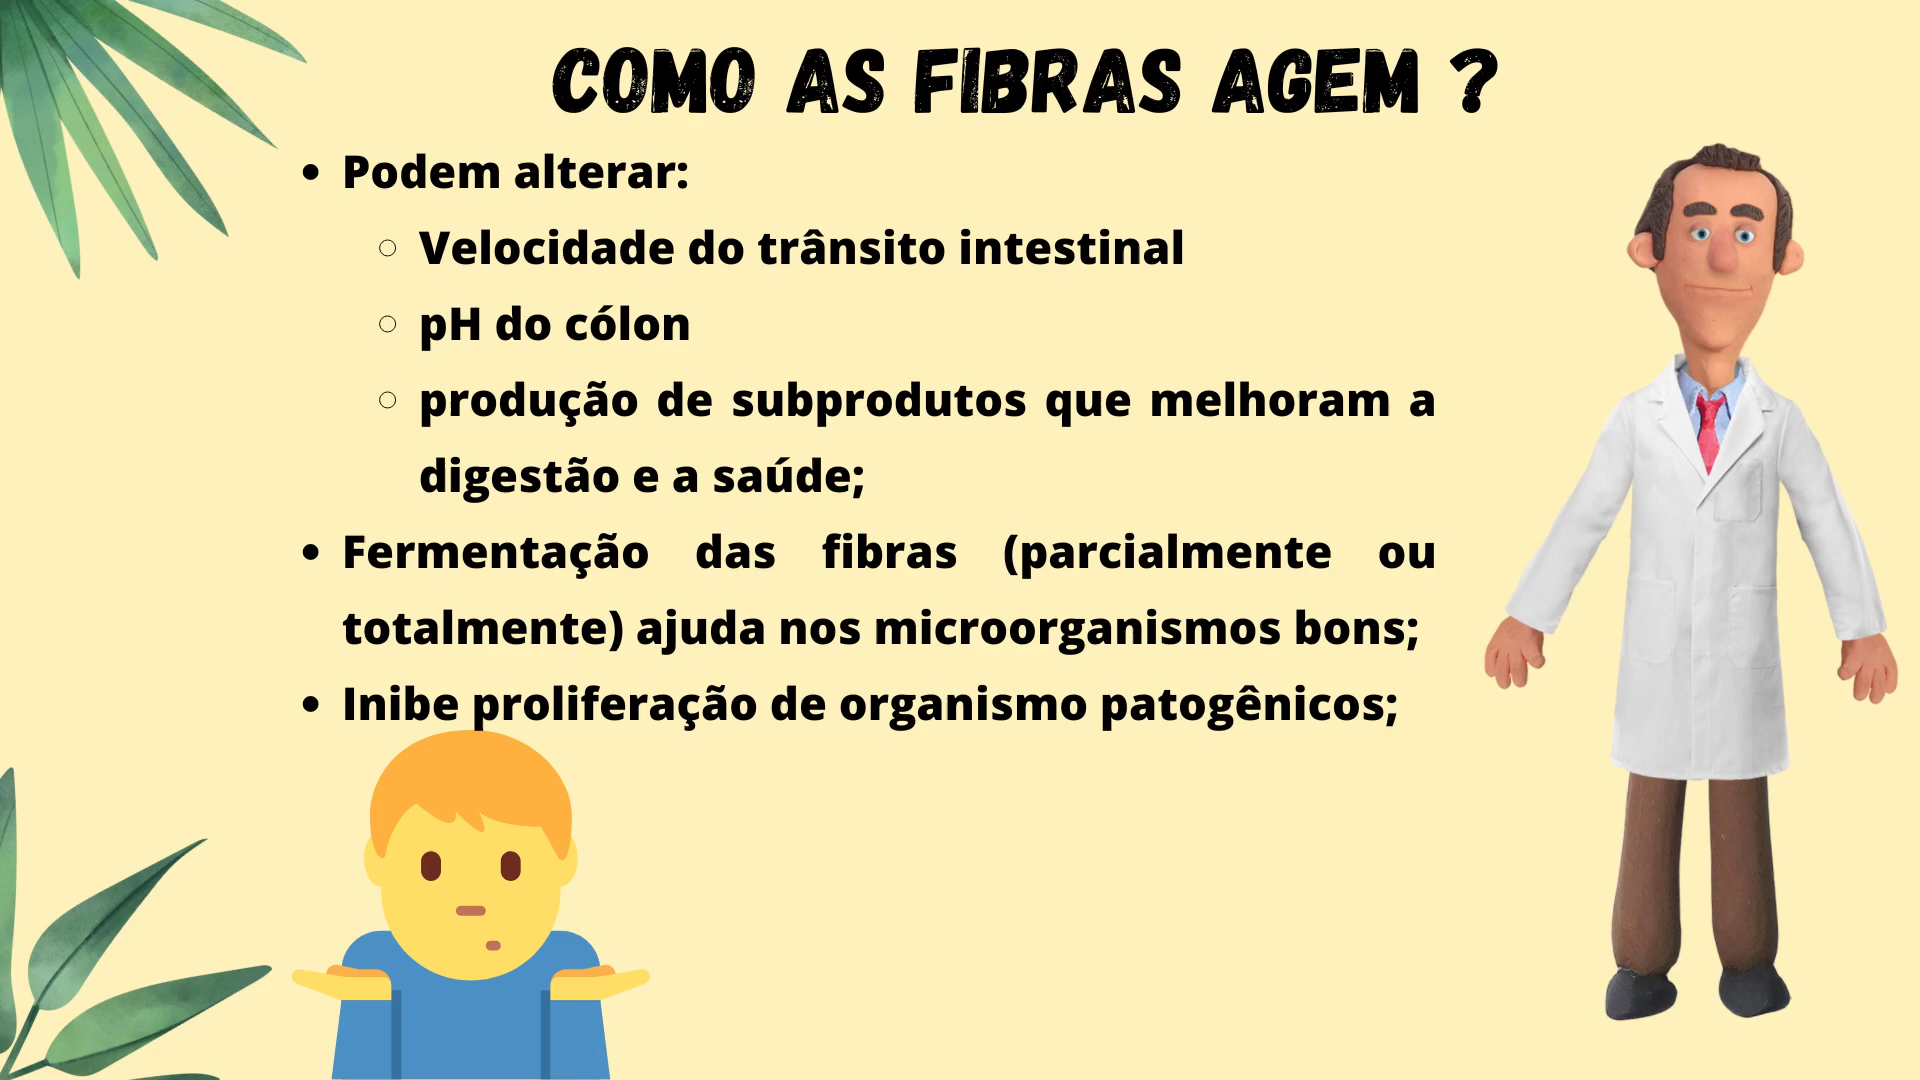 COMO AS FIBRAS AGEM ?
• Podem alterar:
○ Velocidade do trânsito intestinal
○ pH do cólon
○ produção de subprodutos que melhoram a
digestão e a saúde;
• Fermentação das fibras (parcialmente ou
totalmente) ajuda nos microorganismos bons;
• Inibe proliferação de organismo patogênicos;